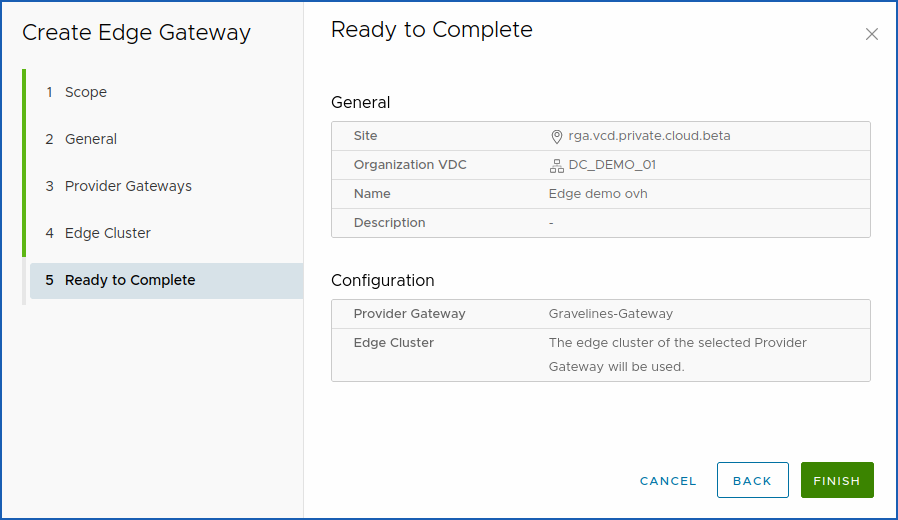 Create Edge Gateway
1 Scope
2 General
3 Provider Gateways
4 Edge Cluster
5 Ready to Complete
Ready to Complete
General
Site rga.vcd.private.cloud.beta
Organization VDC DC_DEMO_01
Name Edge demo ovh
Description -
Configuration
Provider Gateway Gravelines-Gateway
Edge Cluster The edge cluster of the selected Provider
Gateway will be used.
CANCEL BACK FINISH